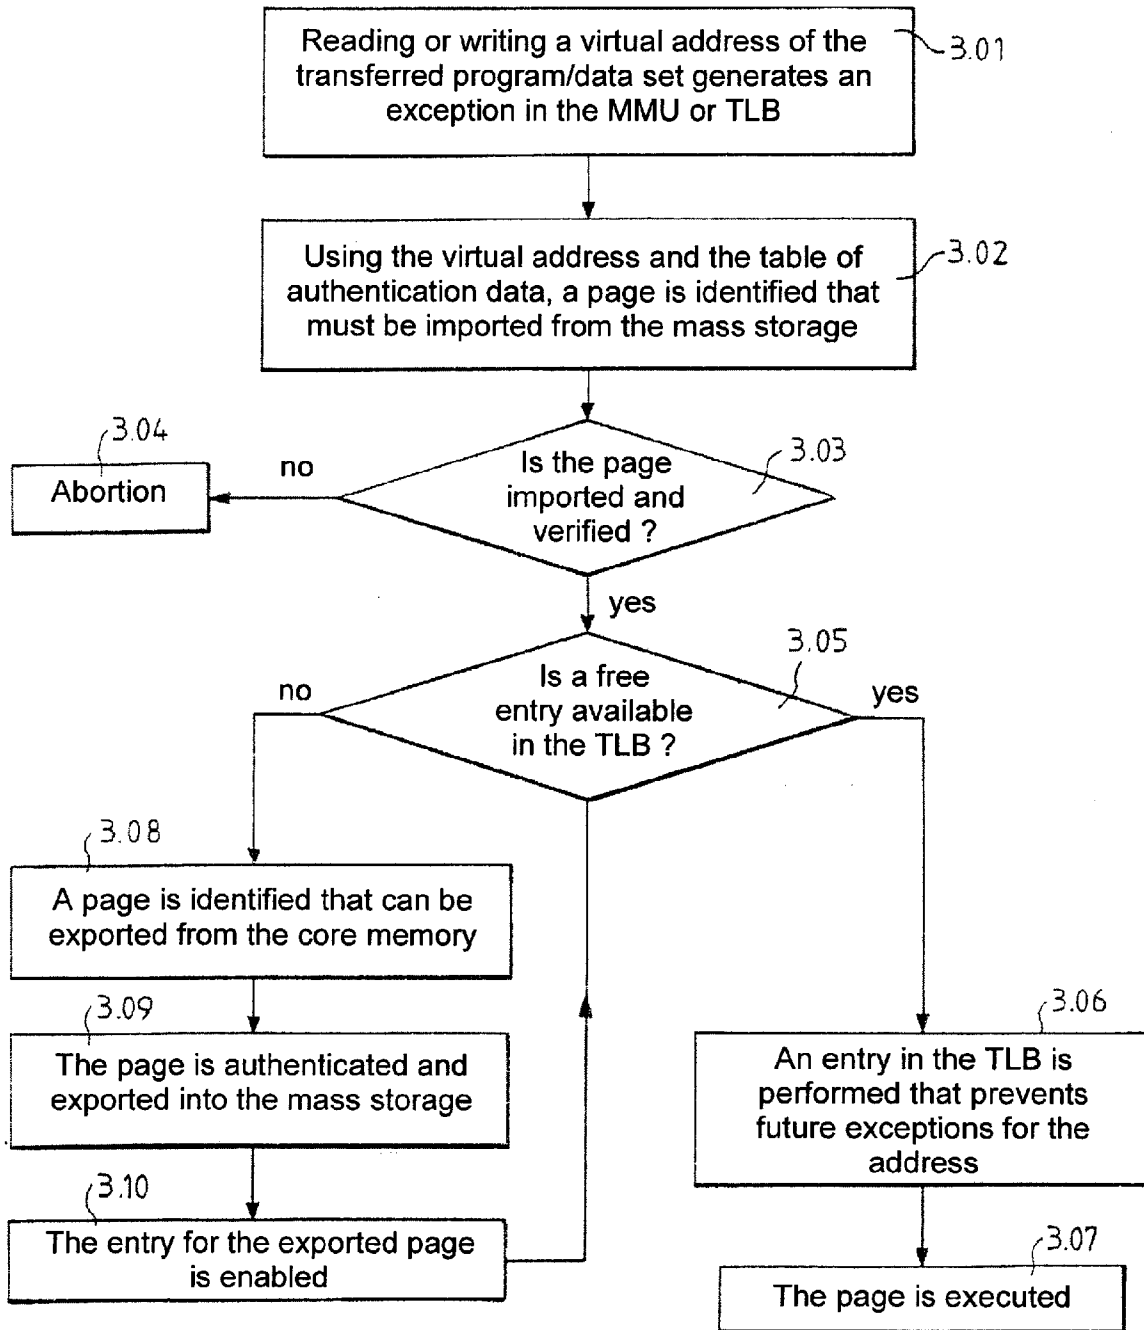 Reading or writing a virtual address of the
transferred program/data set generates an
exception in the MMU or TLB
3.01
Using the virtual address and the table of
authentication data, a page is identified that
must be imported from the mass storage
3.02
3.04
Abortion
no
Is the page
imported and
verified ?
3.03
yes
3.05
no
Is a free
entry available
in the TLB ?
yes
3.08
A page is identified that can be
exported from the core memory
3.09
The page is authenticated and
exported into the mass storage
3.10
The entry for the exported page
is enabled
3.06
An entry in the TLB is
performed that prevents
future exceptions for the
address
3.07
The page is executed